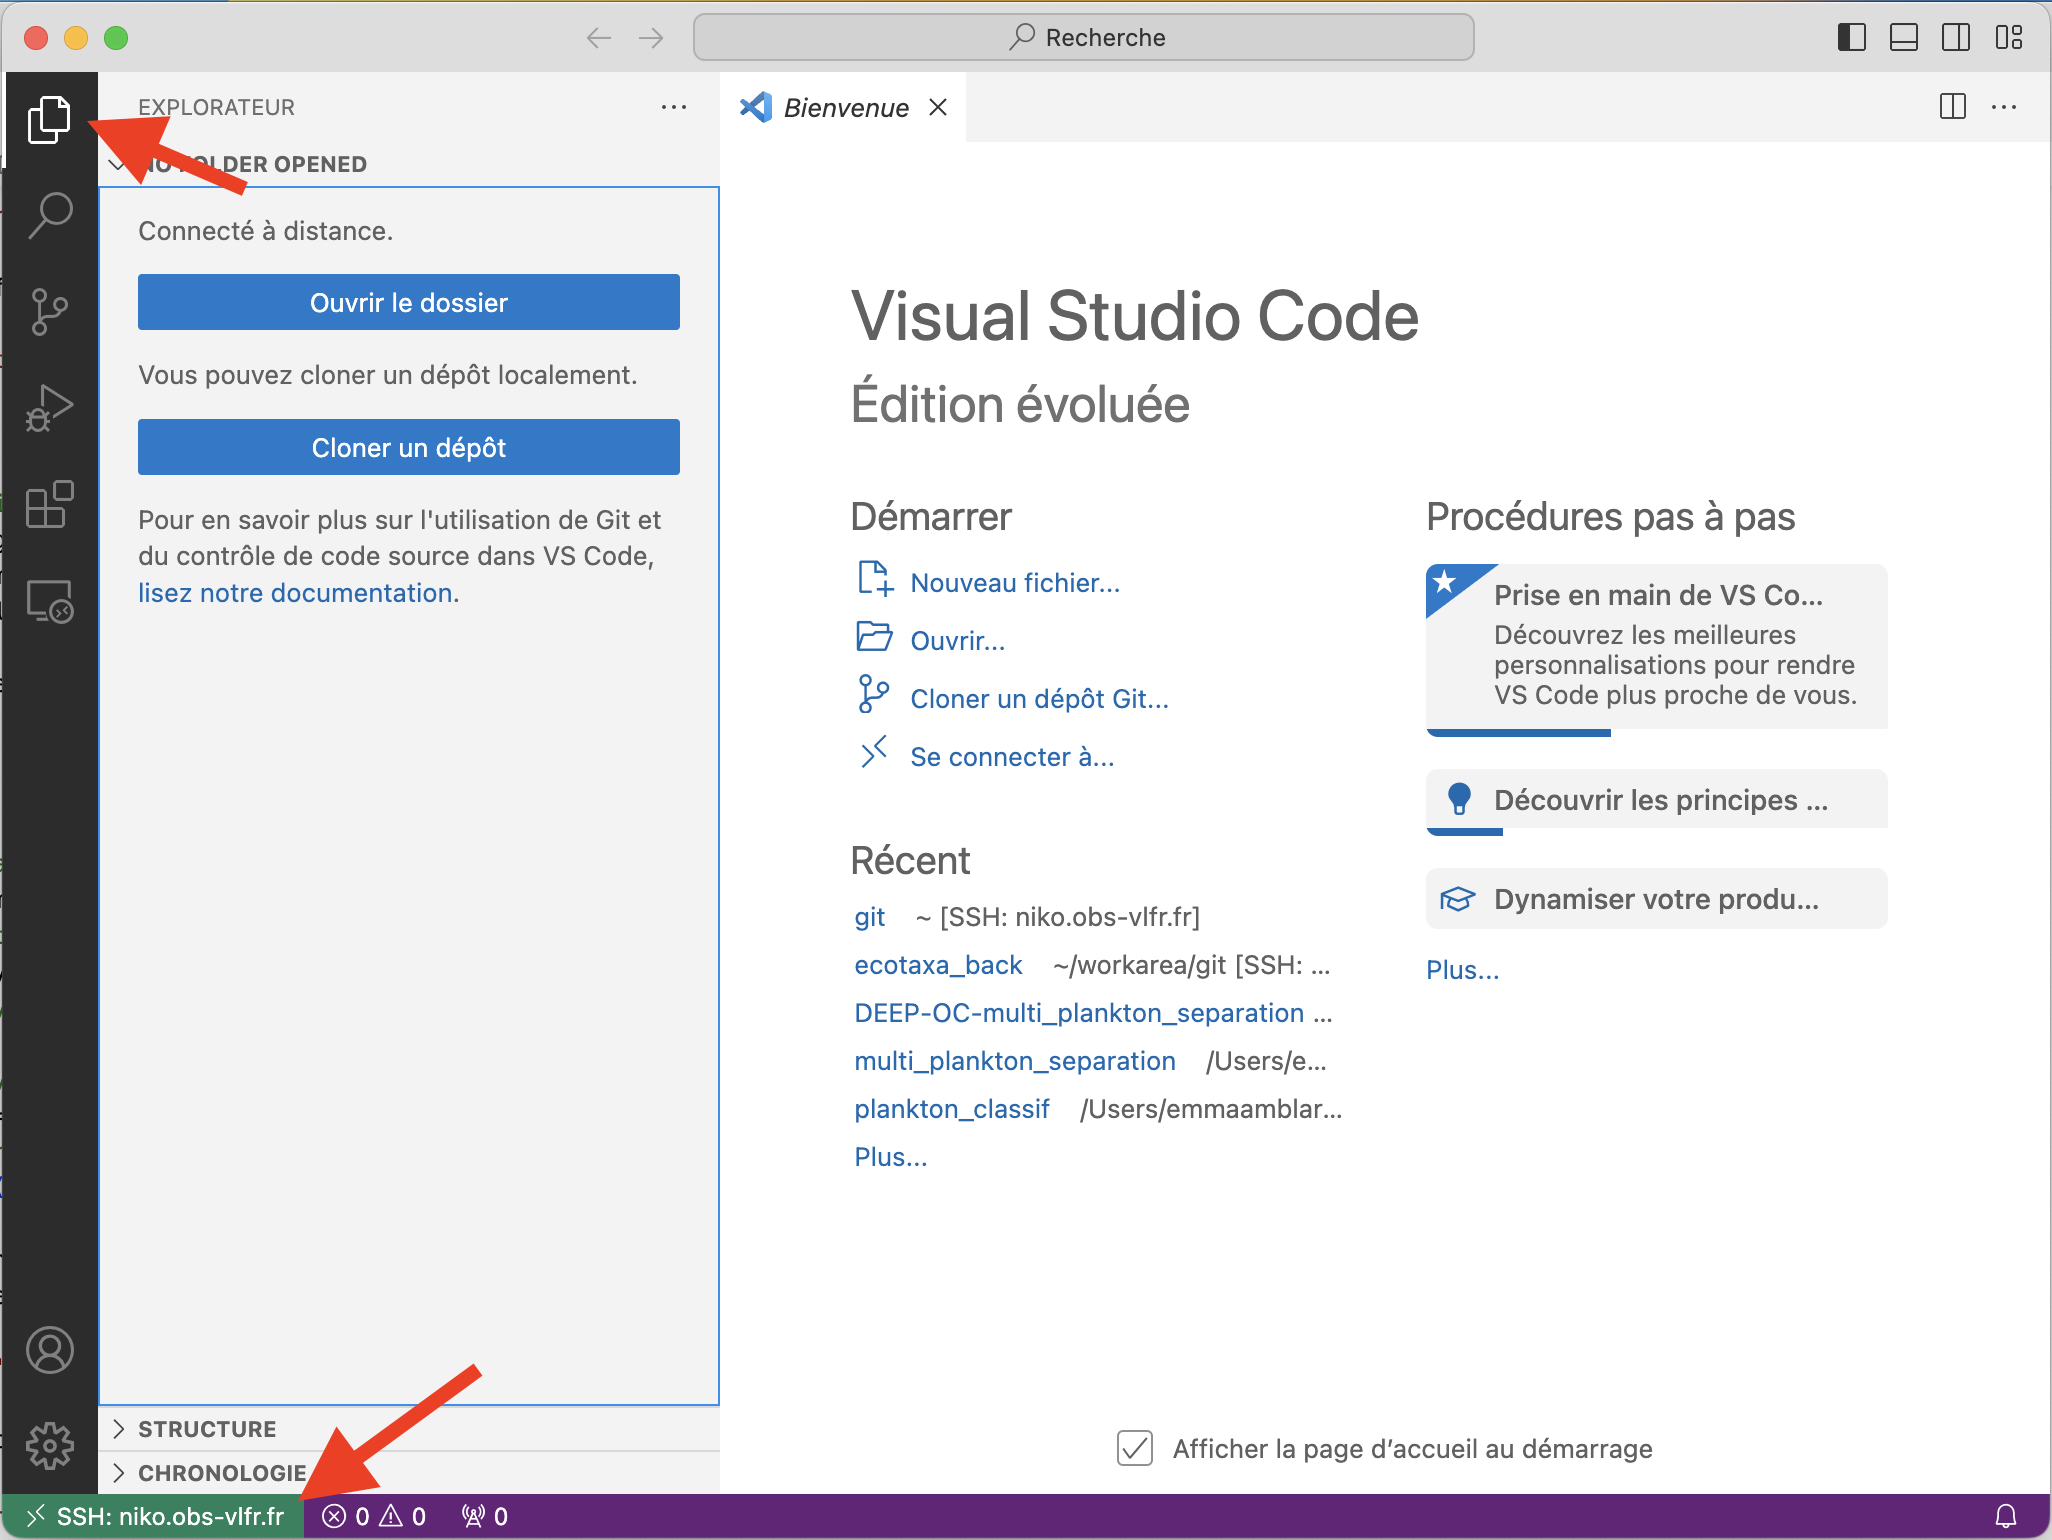 Recherche
EXPLORATEUR
NO FOLDER OPENED
Connecté à distance.
Ouvrir le dossier
Vous pouvez cloner un dépôt localement.
Cloner un dépôt
Pour en savoir plus sur l'utilisation de Git et
du contrôle de code source dans VS Code,
lisez notre documentation.
STRUCTURE
CHRONOLOGIE
Bienvenue
Visual Studio Code
Édition évoluée
Démarrer
Nouveau fichier...
Ouvrir...
Cloner un dépôt Git...
Se connecter à...
Récent
git ~ [SSH: niko.obs-vlfr.fr]
ecotaxa_back ~/workarea/git [SSH: ...
DEEP-OC-multi_plankton_separation ...
multi_plankton_separation /Users/e...
plankton_classif /Users/emmaamblar...
Plus...
Procédures pas à pas
Prise en main de VS Co...
Découvrez les meilleures
personnalisations pour rendre
VS Code plus proche de vous.
Découvrir les principes ...
Dynamiser votre produ...
Plus...
Afficher la page d’accueil au démarrage
SSH: niko.obs-vlfr.fr 0 0 0